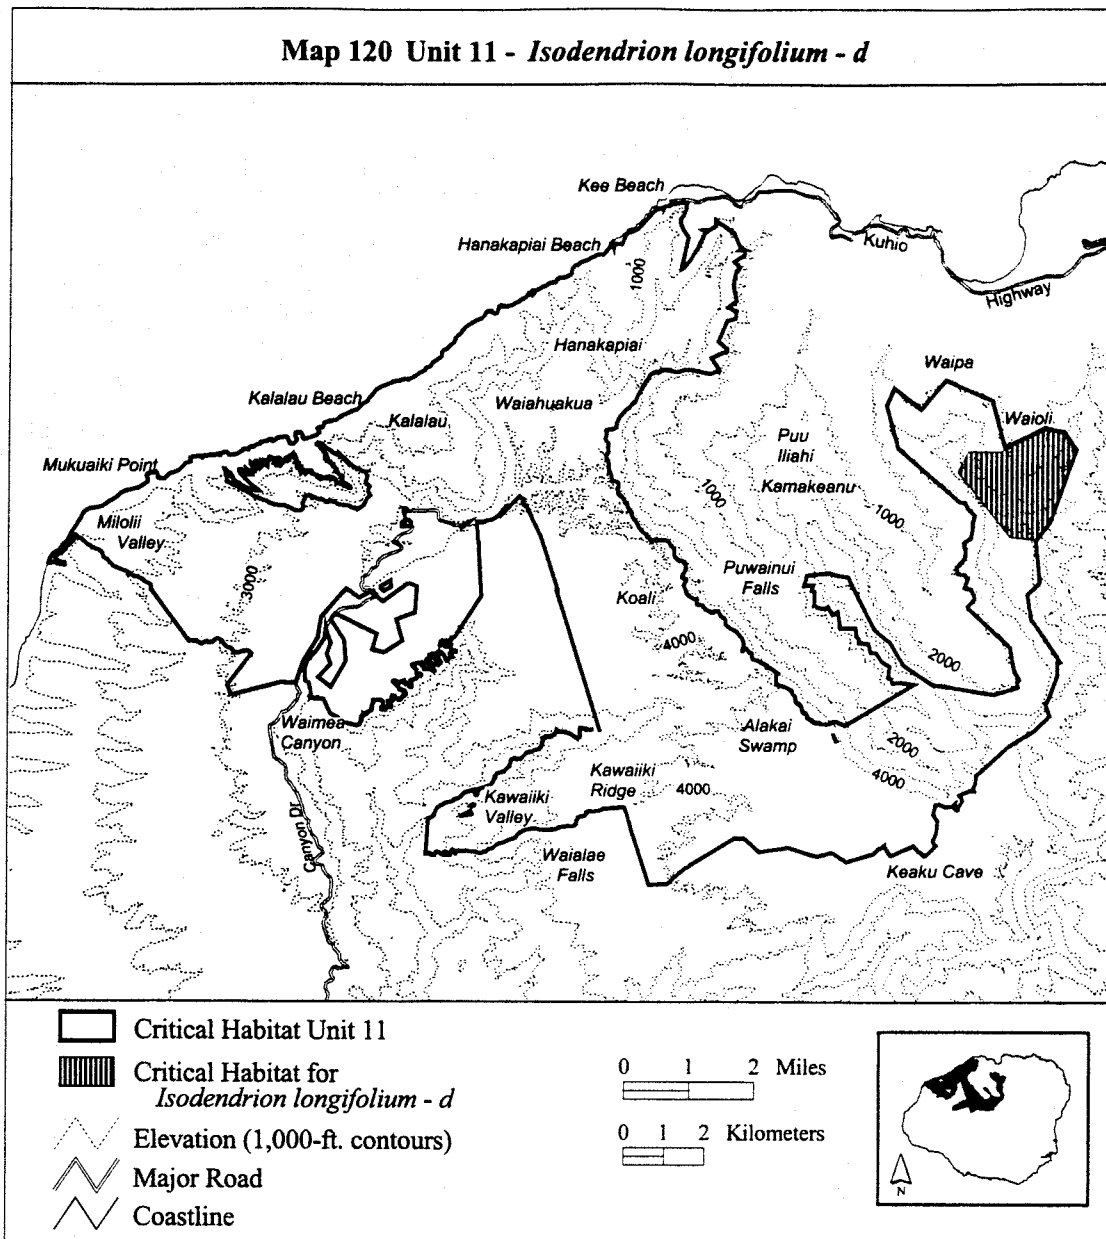 Map 120 Unit 11 - Isodendrion longifolium - d
Kee Beach
Kuhio
Hanakapiai Beach
1000
Highway
Hanakapiai
Waipa
Kalalau Beach
Waiahuakua
Kalalau
Waioli
Puu
Iliahi
Mukuaiki Point
Kamakeanu
1000
1000
Milolii
Valley
3000
Puwainui
Falls
Koali
4000
2000
Waimea
Canyon
Alakai
Swamp
2000
4000
Kawaiiki
Ridge
4000
Kawaiiki
Valley
Canyon Dr
Waialae
Falls
Keaku Cave
Critical Habitat Unit 11
Critical Habitat for
Isodendrion longifolium - d
Elevation (1,000-ft. contours)
Major Road
Coastline
0 1 2 Miles
0 1 2 Kilometers
N